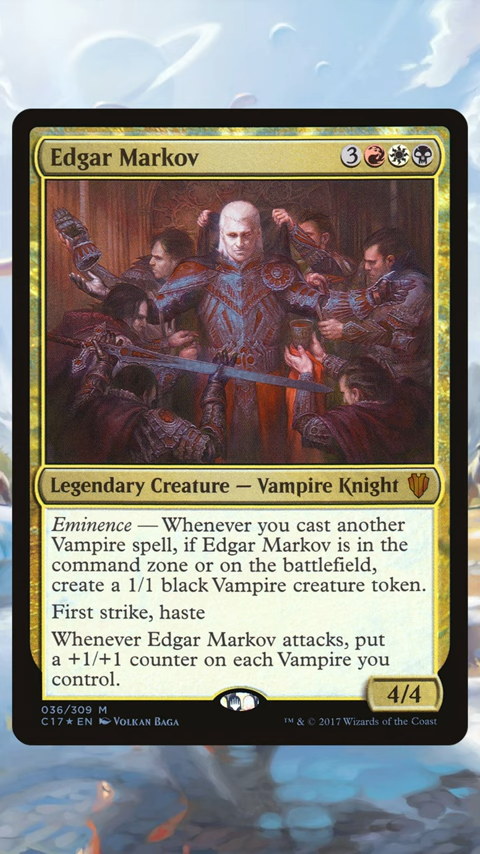 Edgar Markov 3
Legendary Creature — Vampire Knight
Eminence — Whenever you cast another
Vampire spell, if Edgar Markov is in the
command zone or on the battlefield,
create a 1/1 black Vampire creature token.
First strike, haste
Whenever Edgar Markov attacks, put
a +1/+1 counter on each Vampire you
control.
4/4
036/309 M
C17★EN Volkan Baga ™ & © 2017 Wizards of the Coast